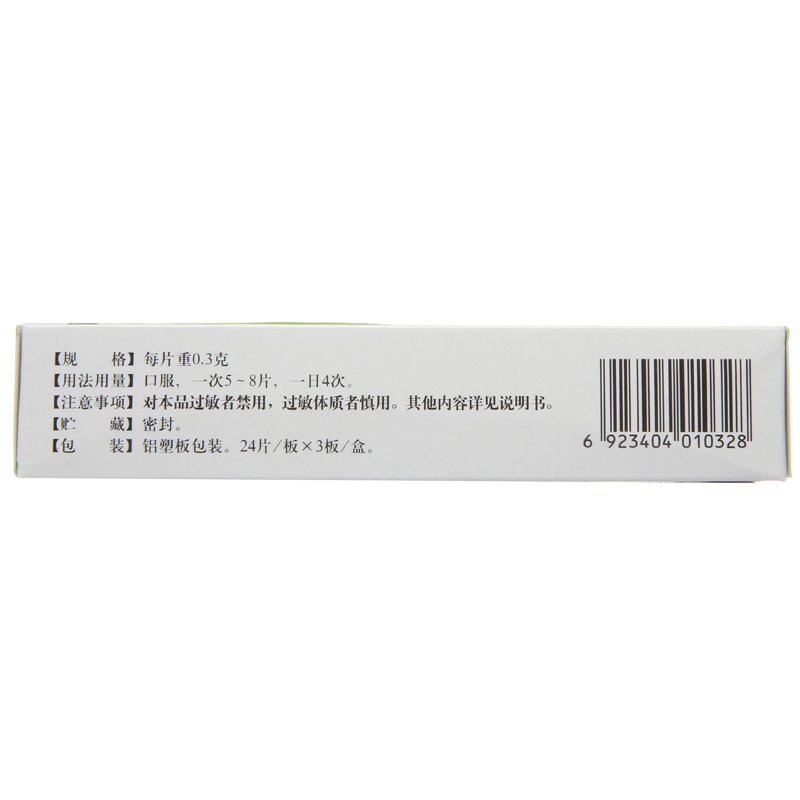 【规　　格】每片重0.3克
【用法用量】口服，一次5~8片，一日4次。
【注意事项】对本品过敏者禁用，过敏体质者慎用。其他内容详见说明书。
【贮　　藏】密封。
【包　　装】铝塑板包装。24片/板×3板/盒。
6 923404 010328